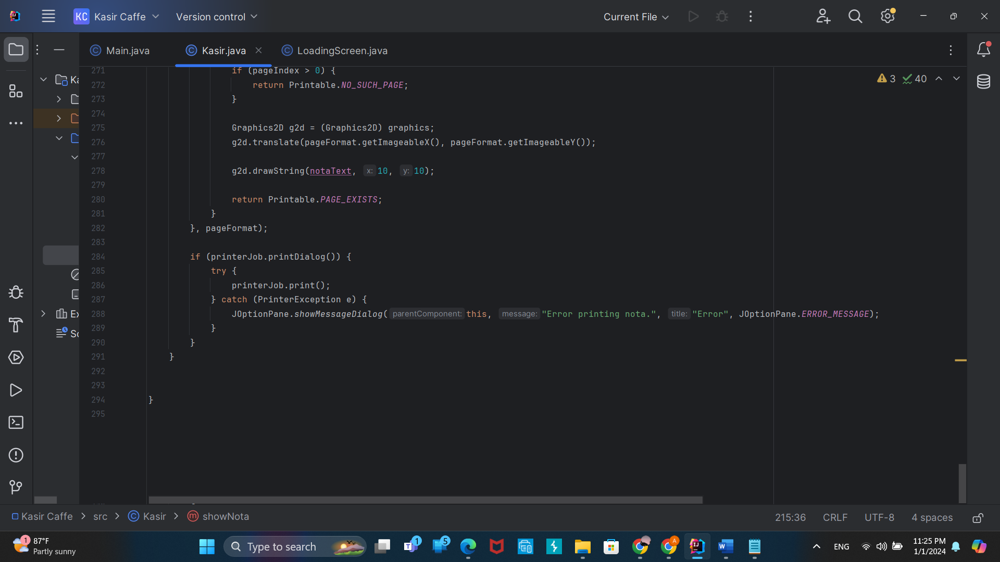 KC Kasir Caffe Version control Current File
Main.java Kasir.java LoadingScreen.java
3 40
271 if (pageIndex > 0) {
272 return Printable.NO_SUCH_PAGE;
273 }
274
275 Graphics2D g2d = (Graphics2D) graphics;
276 g2d.translate(pageFormat.getImageableX(), pageFormat.getImageableY());
277
278 g2d.drawString(notaText, x: 10, y: 10);
279
280 return Printable.PAGE_EXISTS;
281 }
282 }, pageFormat);
283
284 if (printerJob.printDialog()) {
285 try {
286 printerJob.print();
287 } catch (PrinterException e) {
288 JOptionPane.showMessageDialog( parentComponent: this, message: "Error printing nota.", title: "Error", JOptionPane.ERROR_MESSAGE);
289 }
290 }
291 }
292
293
294 }
295
Kasir Caffe > src > Kasir > showNota 215:36 CRLF UTF-8 4 spaces
1 87°F
Partly sunny
Type to search
1
5
ENG
11:25 PM
1/1/2024